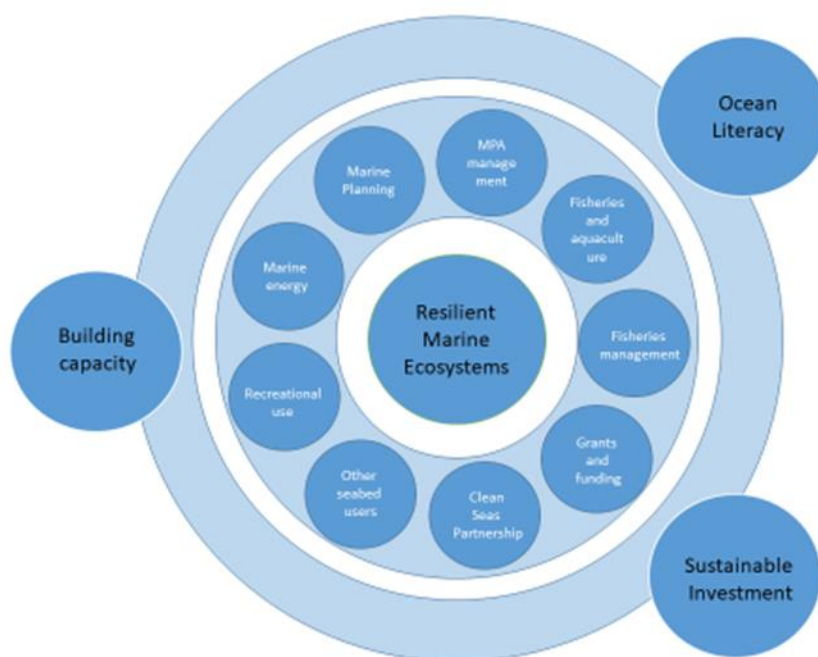 Ocean
Literacy
MPA
manage
ment
Marine
Planning
Fisheries
and
aquacult
ure
Marine
energy
Resilient
Marine
Ecosystems
Building
capacity
Fisheries
management
Recreational
use
Grants
and
funding
Other
seabed
users
Clean
Seas
Partnership
Sustainable
Investment